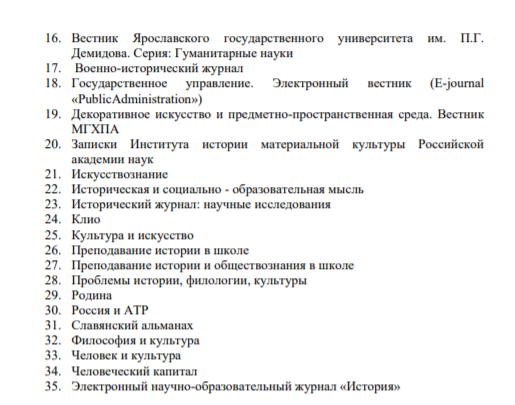 16. Вестник Ярославского государственного университета им. П.Г.
Демидова. Серия: Гуманитарные науки
17. Военно-исторический журнал
18. Государственное управление. Электронный вестник (E-journal
«PublicAdministration»)
19. Декоративное искусство и предметно-пространственная среда. Вестник
МГХПА
20. Записки Института истории материальной культуры Российской
академии наук
21. Искусствознание
22. Историческая и социально - образовательная мысль
23. Исторический журнал: научные исследования
24. Клио
25. Культура и искусство
26. Преподавание истории в школе
27. Преподавание истории и обществознания в школе
28. Проблемы истории, филологии, культуры
29. Родина
30. Россия и АТР
31. Славянский альманах
32. Философия и культура
33. Человек и культура
34. Человеческий капитал
35. Электронный научно-образовательный журнал «История»